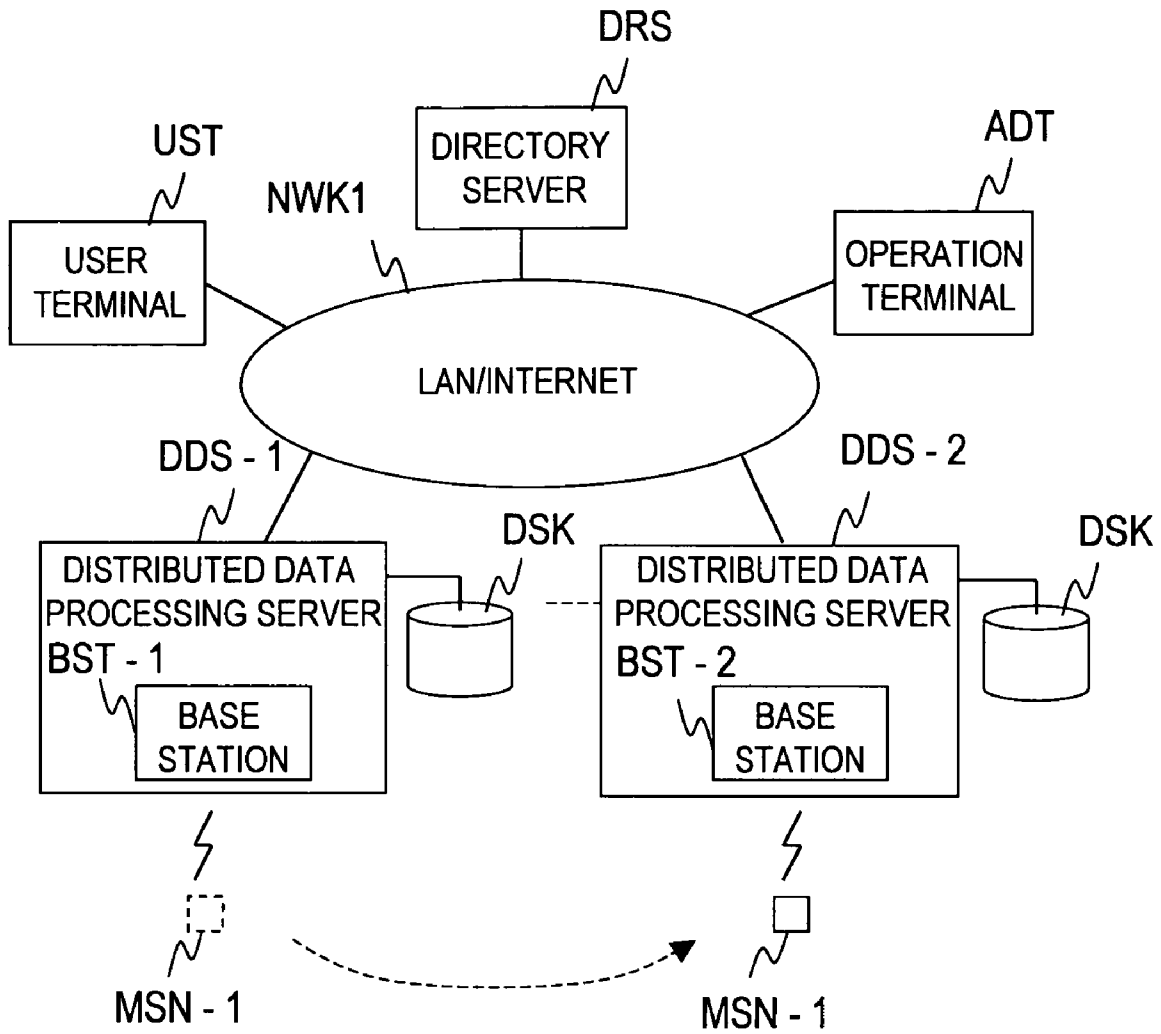 DRS
UST
DIRECTORY
SERVER
ADT
NWK1
USER
TERMINAL
OPERATION
TERMINAL
LAN/INTERNET
DDS - 1
DDS - 2
DSK
DSK
DISTRIBUTED DATA
PROCESSING SERVER
BST - 1
BASE
STATION
DISTRIBUTED DATA
PROCESSING SERVER
BST - 2
BASE
STATION
MSN - 1
MSN - 1